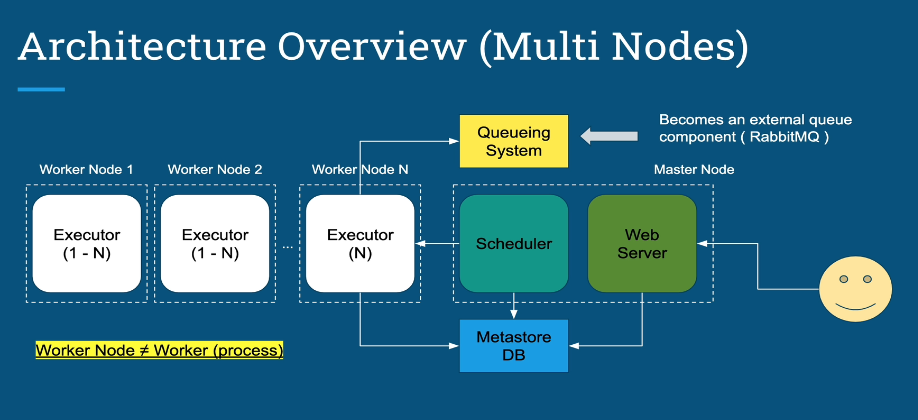 Architecture Overview (Multi Nodes)
Becomes an external queue
component ( RabbitMQ )
Queueing
System
Worker Node 1
Worker Node 2
Worker Node N
Master Node
Executor
(1 - N)
Executor
(1 - N)
...
Executor
(N)
Scheduler
Web
Server
Metastore
DB
Worker Node ≠ Worker (process)